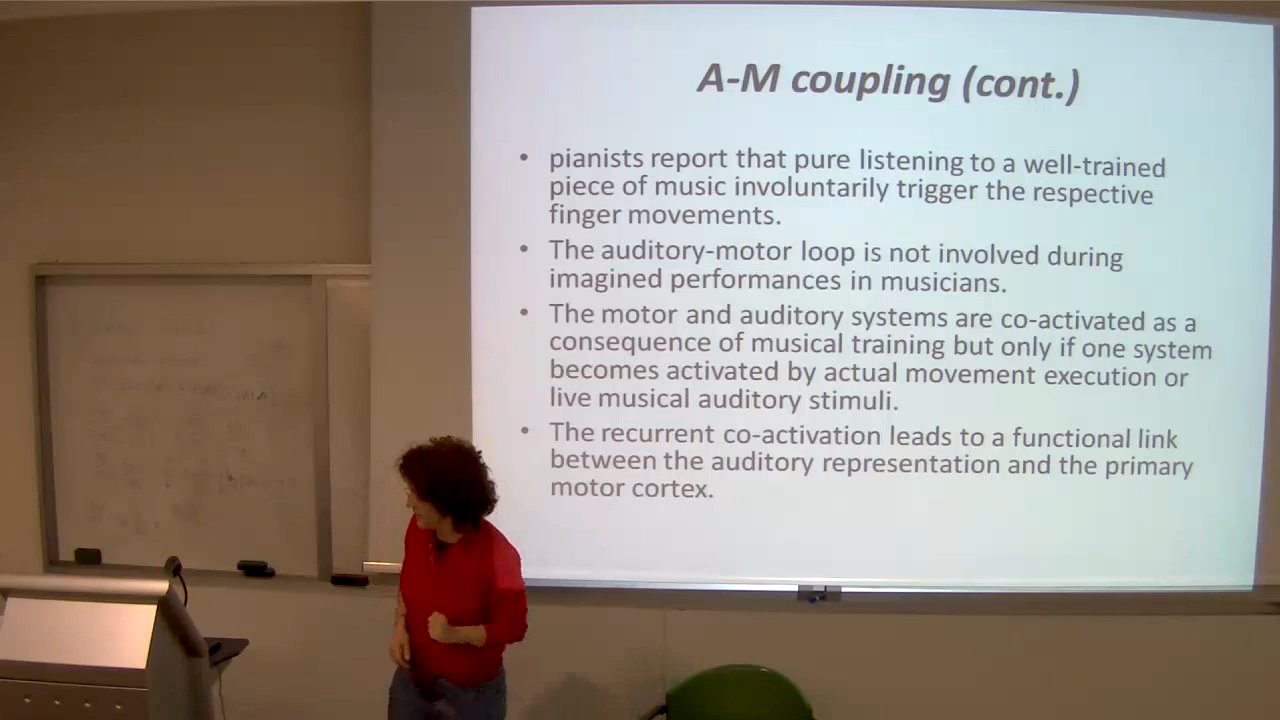 A-M coupling (cont.)
• pianists report that pure listening to a well-trained
piece of music involuntarily trigger the respective
finger movements.
• The auditory-motor loop is not involved during
imagined performances in musicians.
• The motor and auditory systems are co-activated as a
consequence of musical training but only if one system
becomes activated by actual movement execution or
live musical auditory stimuli.
• The recurrent co-activation leads to a functional link
between the auditory representation and the primary
motor cortex.